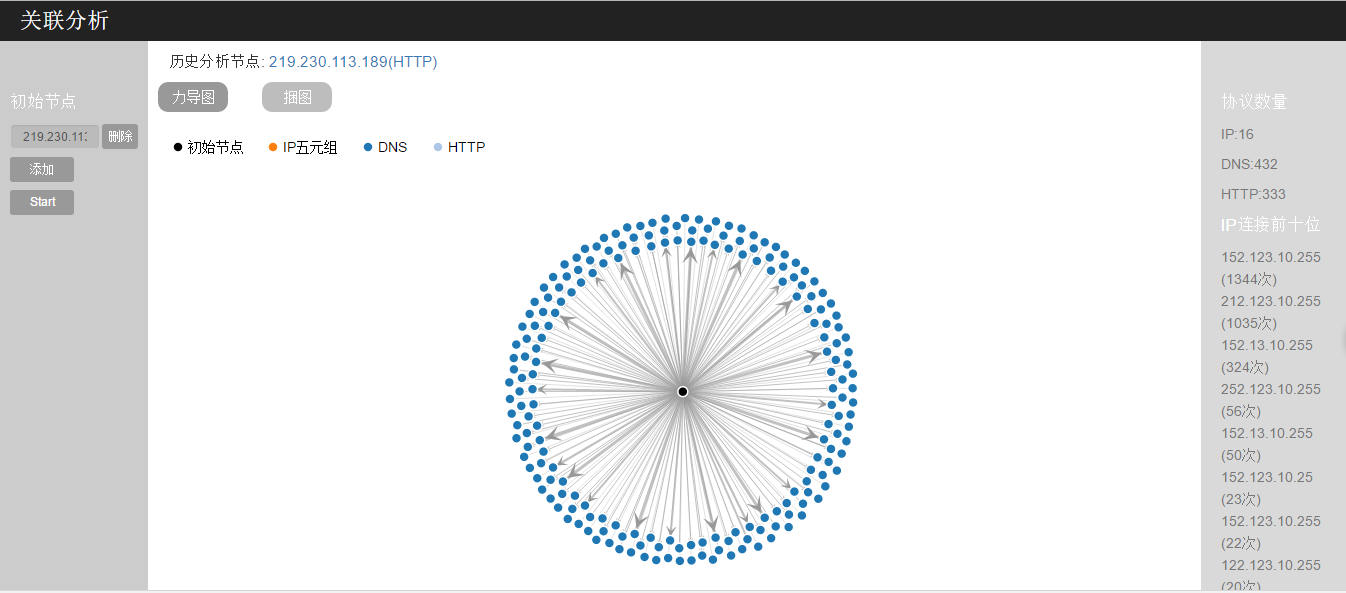 关联分析
初始节点
219.230.11
删除
添加
Start
历史分析节点: 219.230.113.189(HTTP)
力导图
捆图
初始节点
IP五元组
DNS
HTTP
协议数量
IP:16
DNS:432
HTTP:333
IP连接前十位
152.123.10.255
(1344次)
212.123.10.255
(1035次)
152.13.10.255
(324次)
252.123.10.255
(56次)
152.13.10.255
(50次)
152.123.10.25
(23次)
152.123.10.255
(22次)
122.123.10.255
(20次)